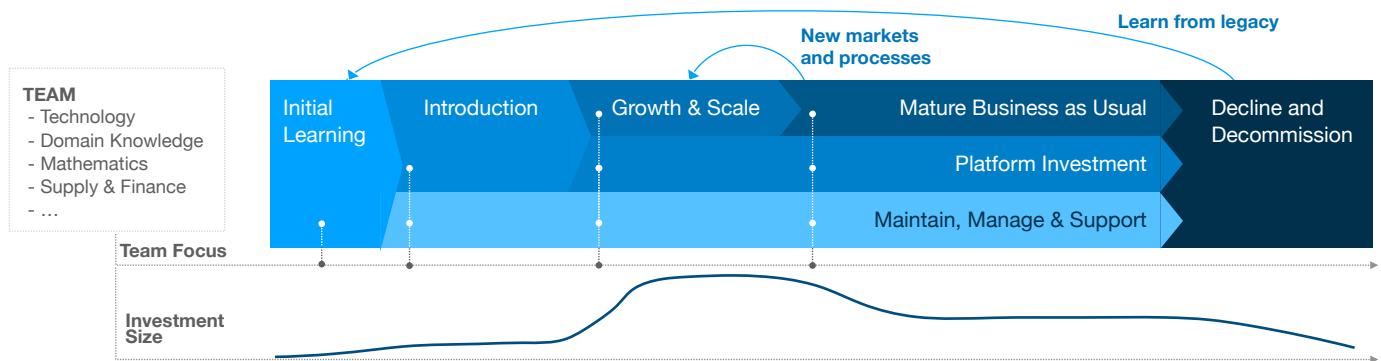 Learn from legacy
New markets
and processes
TEAM
- Technology
- Domain Knowledge
- Mathematics
- Supply & Finance
- ...
Initial
Learning
Introduction
Growth & Scale
Mature Business as Usual
Decline and
Decommission
Platform Investment
Maintain, Manage & Support
Team Focus
Investment
Size